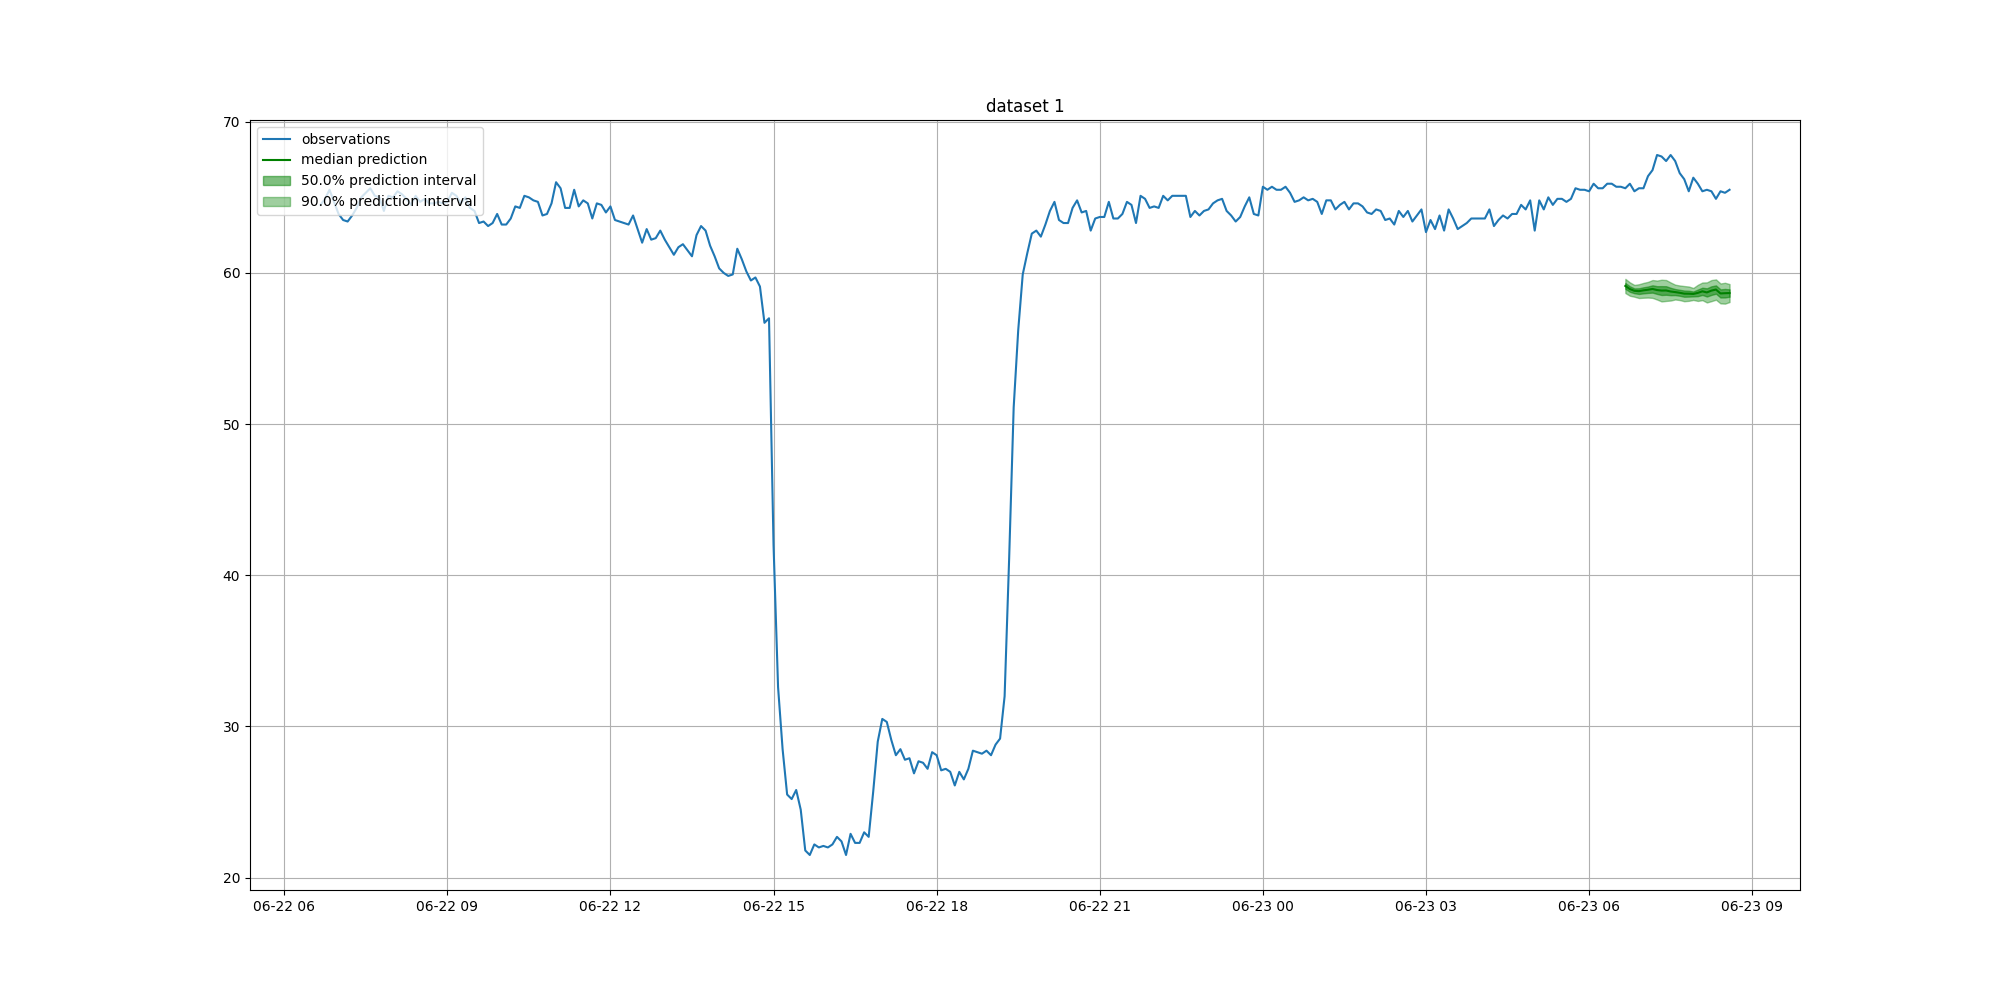 dataset 1
70
observations
median prediction
50.0% prediction interval
90.0% prediction interval
60
50
40
30
20
06-22 06 06-22 09 06-22 12 06-22 15 06-22 18 06-22 21 06-23 00 06-23 03 06-23 06 06-23 09